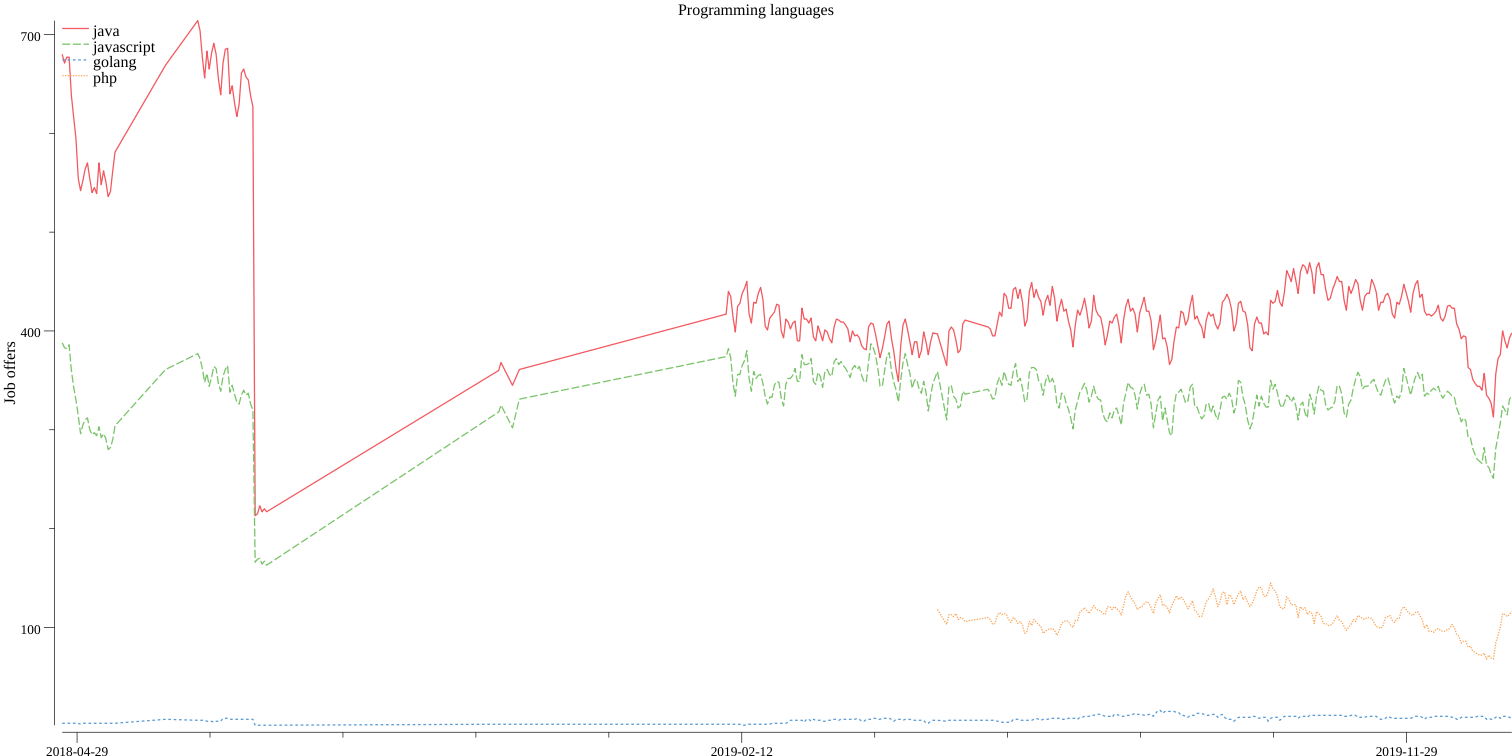 Programming languages
700
java
javascript
golang
php
400
Job offers
100
2018-04-29
2019-02-12
2019-11-29